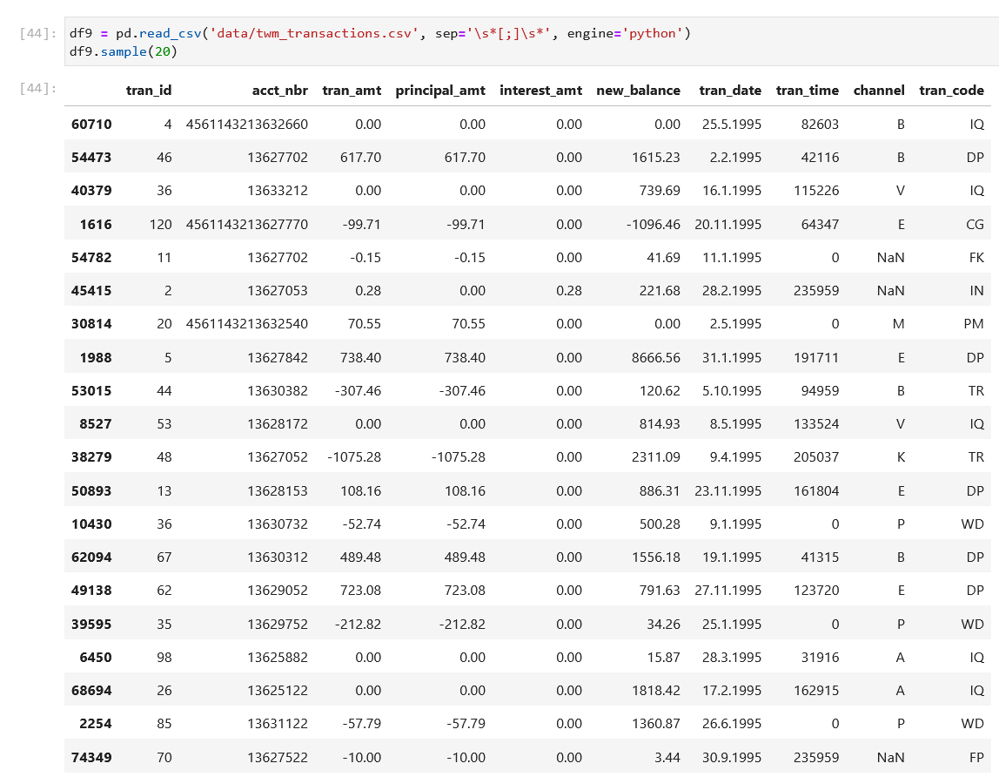 [44]: df9 = pd.read_csv('data/twm_transactions.csv', sep='\s*[;]\s*', engine='python')
df9.sample(20)
[44]: tran_id acct_nbr tran_amt principal_amt interest_amt new_balance tran_date tran_time channel tran_code
60710 4 4561143213632660 0.00 0.00 0.00 0.00 25.5.1995 82603 B IQ
54473 46 13627702 617.70 617.70 0.00 1615.23 2.2.1995 42116 B DP
40379 36 13633212 0.00 0.00 0.00 739.69 16.1.1995 115226 V IQ
1616 120 4561143213627770 -99.71 -99.71 0.00 -1096.46 20.11.1995 64347 E CG
54782 11 13627702 -0.15 -0.15 0.00 41.69 11.1.1995 0 NaN FK
45415 2 13627053 0.28 0.00 0.28 221.68 28.2.1995 235959 NaN IN
30814 20 4561143213632540 70.55 70.55 0.00 0.00 2.5.1995 0 M PM
1988 5 13627842 738.40 738.40 0.00 8666.56 31.1.1995 191711 E DP
53015 44 13630382 -307.46 -307.46 0.00 120.62 5.10.1995 94959 B TR
8527 53 13628172 0.00 0.00 0.00 814.93 8.5.1995 133524 V IQ
38279 48 13627052 -1075.28 -1075.28 0.00 2311.09 9.4.1995 205037 K TR
50893 13 13628153 108.16 108.16 0.00 886.31 23.11.1995 161804 E DP
10430 36 13630732 -52.74 -52.74 0.00 500.28 9.1.1995 0 P WD
62094 67 13630312 489.48 489.48 0.00 1556.18 19.1.1995 41315 B DP
49138 62 13629052 723.08 723.08 0.00 791.63 27.11.1995 123720 E DP
39595 35 13629752 -212.82 -212.82 0.00 34.26 25.1.1995 0 P WD
6450 98 13625882 0.00 0.00 0.00 15.87 28.3.1995 31916 A IQ
68694 26 13625122 0.00 0.00 0.00 1818.42 17.2.1995 162915 A IQ
2254 85 13631122 -57.79 -57.79 0.00 1360.87 26.6.1995 0 P WD
74349 70 13627522 -10.00 -10.00 0.00 3.44 30.9.1995 235959 NaN FP